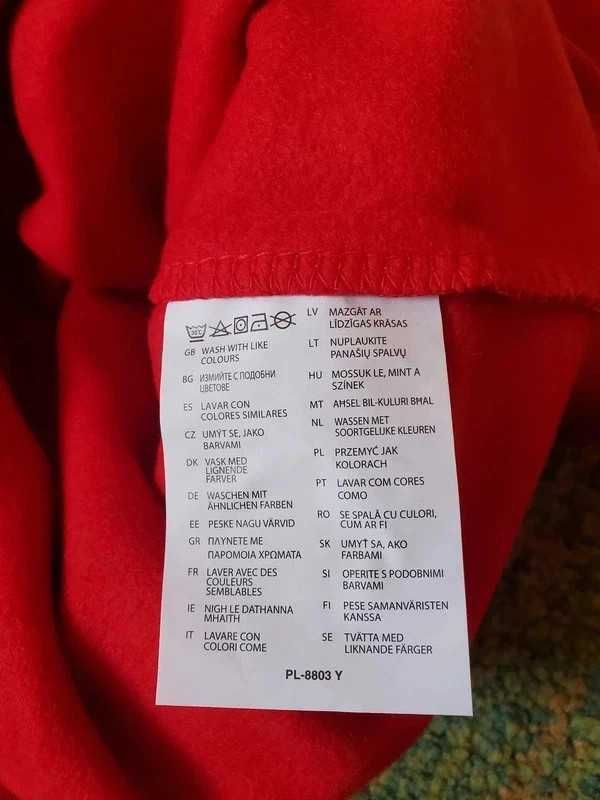 30°C
GB WASH WITH LIKE
COLOURS
BG ИЗМИЙТЕ С ПОДОБНИ
ЦВЕТОВЕ
ES LAVAR CON
COLORES SIMILARES
CZ UMÝT SE, JAKO
BARVAMI
DK VASK MED
LIGNENDE
FARVER
DE WASCHEN MIT
ÄHNLICHEN FARBEN
EE PESKE NAGU VÄRVID
GR ΠΛΥΝΕΤΕ ΜΕ
ΠΑΡΟΜΟΙΑ ΧΡΩΜΑΤΑ
FR LAVER AVEC DES
COULEURS
SEMBLABLES
IE NIGH LE DATHANNA
MHAITH
IT LAVARE CON
COLORI COME
LV MAZGĀT AR
LĪDZĪGAS KRĀSAS
LT NUPLAUKITE
PANAŠIŲ SPALVŲ
HU MOSSUK LE, MINT A
SZÍNEK
MT AĦSEL BIL-KULURI BĦAL
NL WASSEN MET
SOORTGELIJKE KLEUREN
PL PRZEMYĆ JAK
KOLORACH
PT LAVAR COM CORES
COMO
RO SE SPALĂ CU CULORI,
CUM AR FI
SK UMYŤ SA, AKO
FARBAMI
SI OPERITE S PODOBNIMI
BARVAMI
FI PESE SAMANVÄRISTEN
KANSSA
SE TVÄTTA MED
LIKNANDE FÄRGER
PL-8803 Y